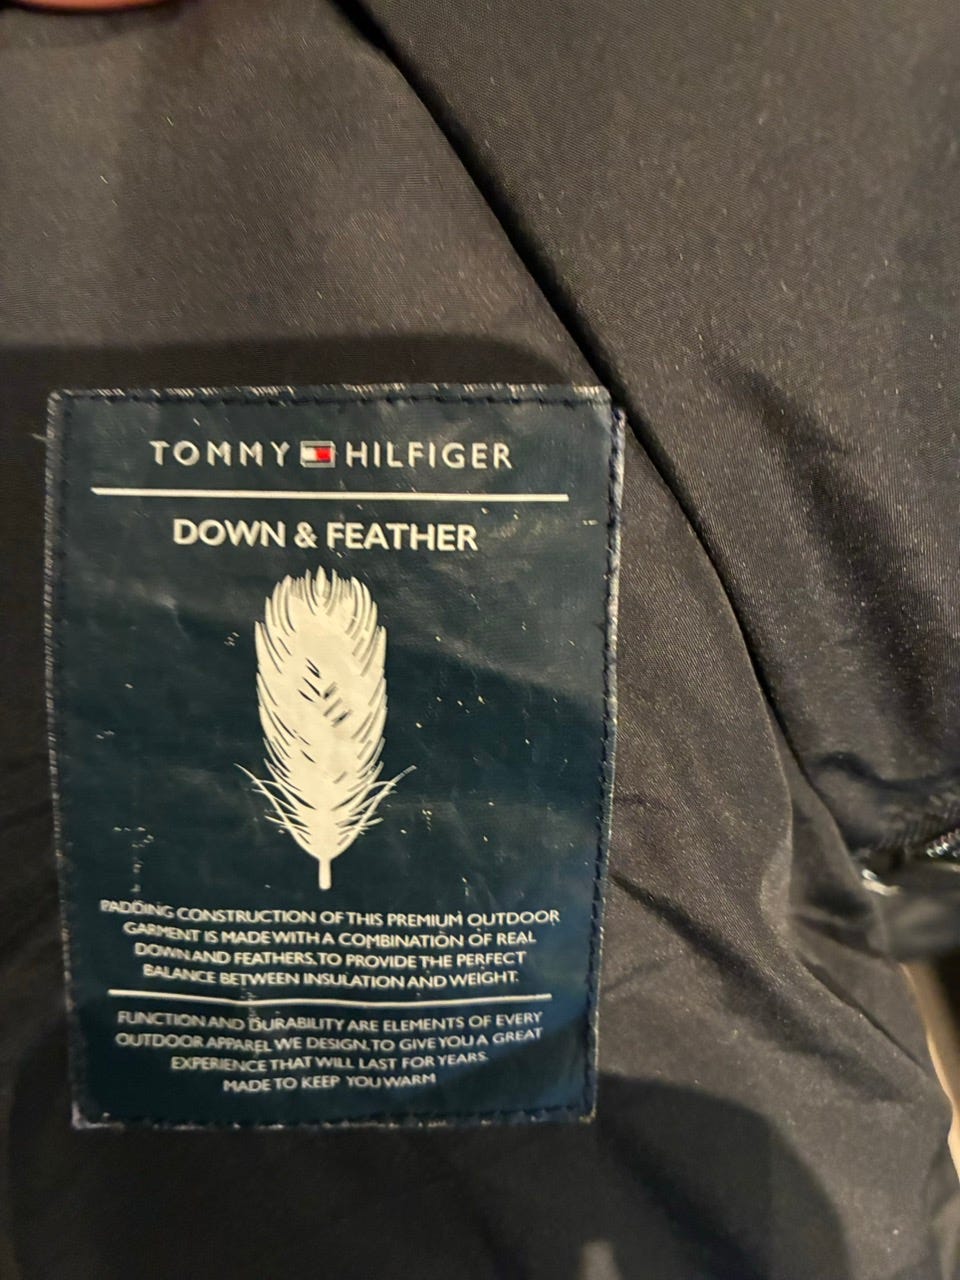 TOMMY HILFIGER
DOWN & FEATHER
PADDING CONSTRUCTION OF THIS PREMIUM OUTDOOR
GARMENT IS MADE WITH A COMBINATION OF REAL
DOWN AND FEATHERS, TO PROVIDE THE PERFECT
BALANCE BETWEEN INSULATION AND WEIGHT.
FUNCTION AND DURABILITY ARE ELEMENTS OF EVERY
OUTDOOR APPAREL WE DESIGN, TO GIVE YOU A GREAT
EXPERIENCE THAT WILL LAST FOR YEARS.
MADE TO KEEP YOU WARM